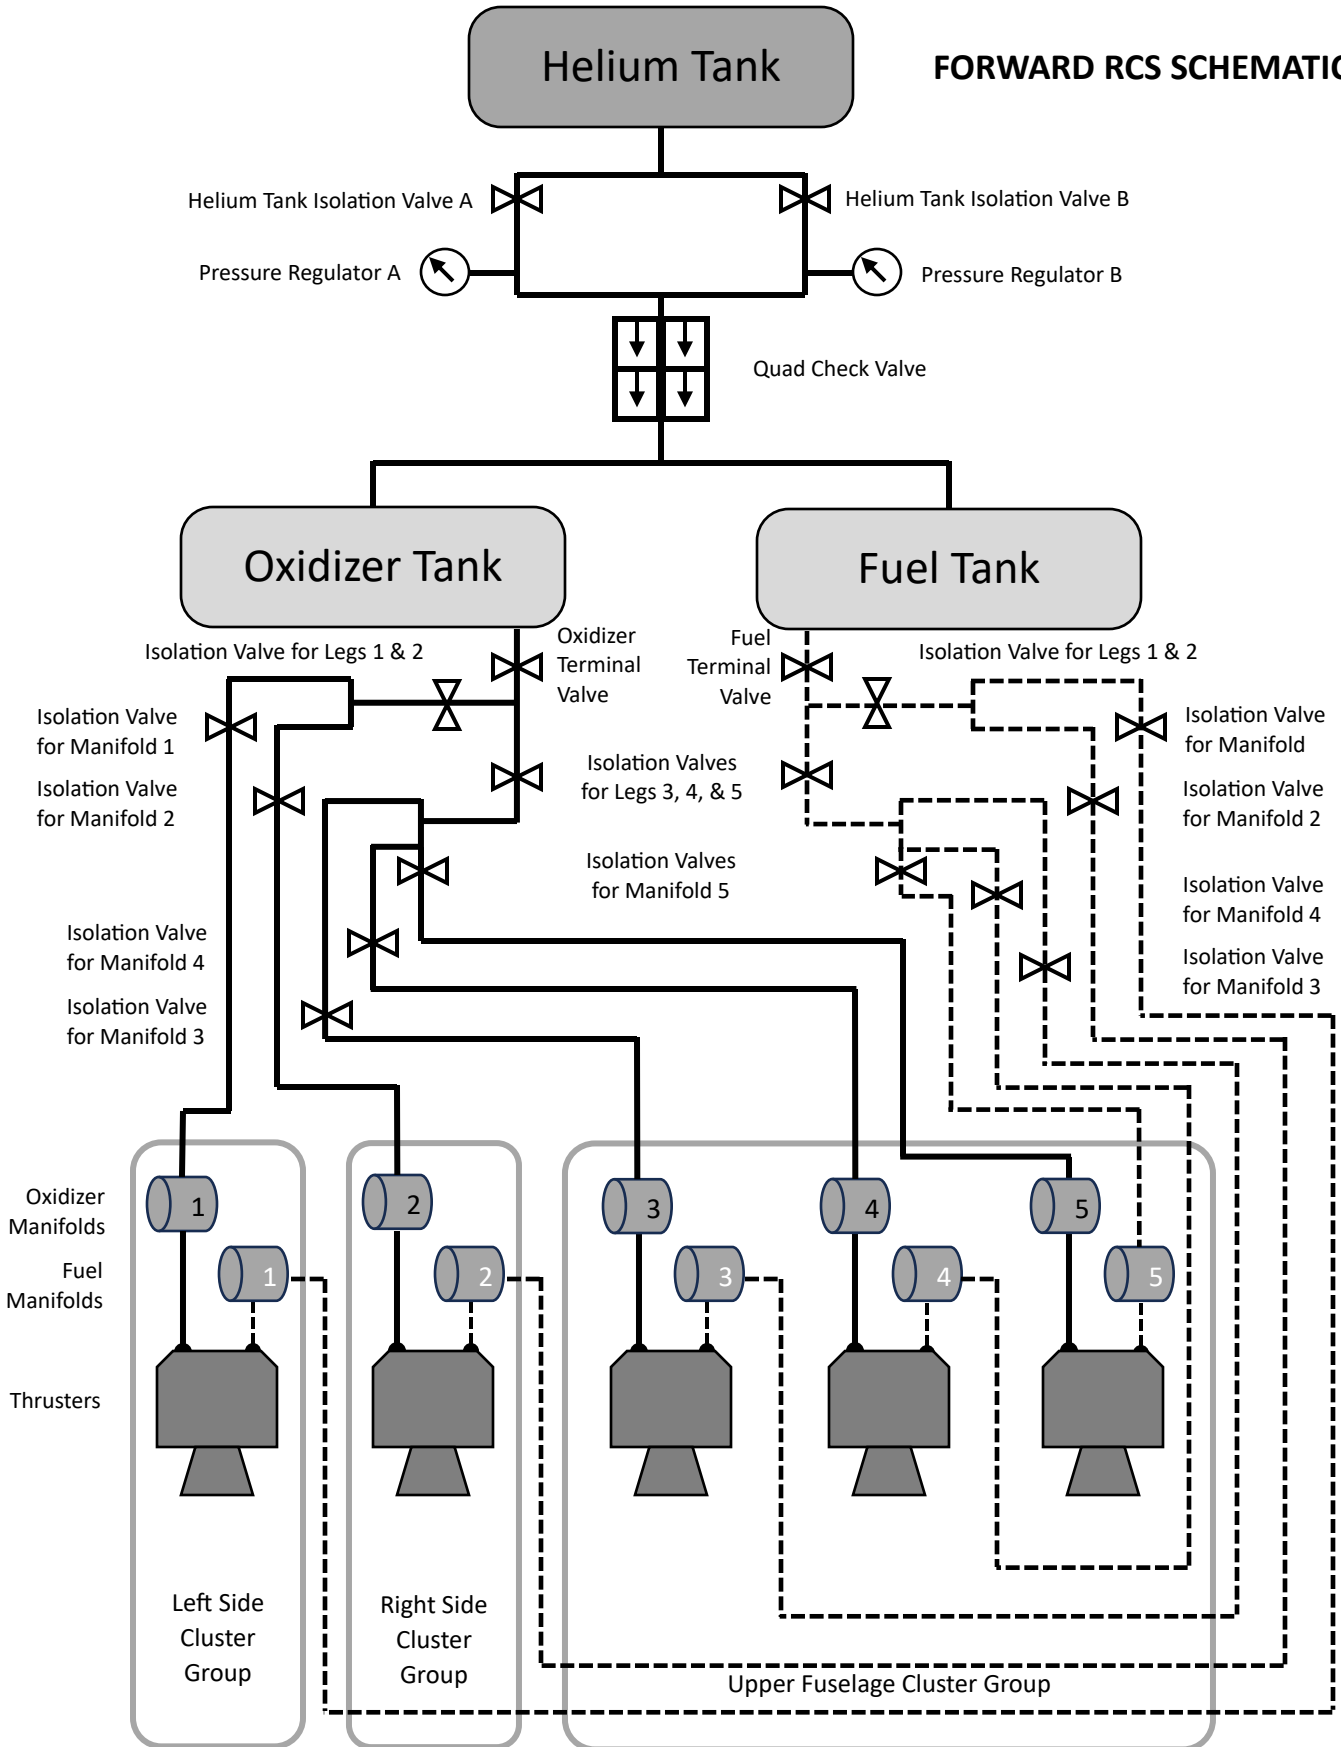 Helium Tank
FORWARD RCS SCHEMATIC
Helium Tank Isolation Valve A
Helium Tank Isolation Valve B
Pressure Regulator A
Pressure Regulator B
Quad Check Valve
Oxidizer Tank
Fuel Tank
Isolation Valve for Legs 1 & 2
Oxidizer
Terminal
Valve
Fuel
Terminal
Valve
Isolation Valve for Legs 1 & 2
Isolation Valve
for Manifold 1
Isolation Valve
for Manifold 2
Isolation Valves
for Legs 3, 4, & 5
Isolation Valve
for Manifold
Isolation Valve
for Manifold 2
Isolation Valves
for Manifold 5
Isolation Valve
for Manifold 4
Isolation Valve
for Manifold 3
Isolation Valve
for Manifold 4
Isolation Valve
for Manifold 3
Oxidizer
Manifolds
1
2
3
4
5
Fuel
Manifolds
1
2
3
4
5
Thrusters
Left Side
Cluster
Group
Right Side
Cluster
Group
Upper Fuselage Cluster Group